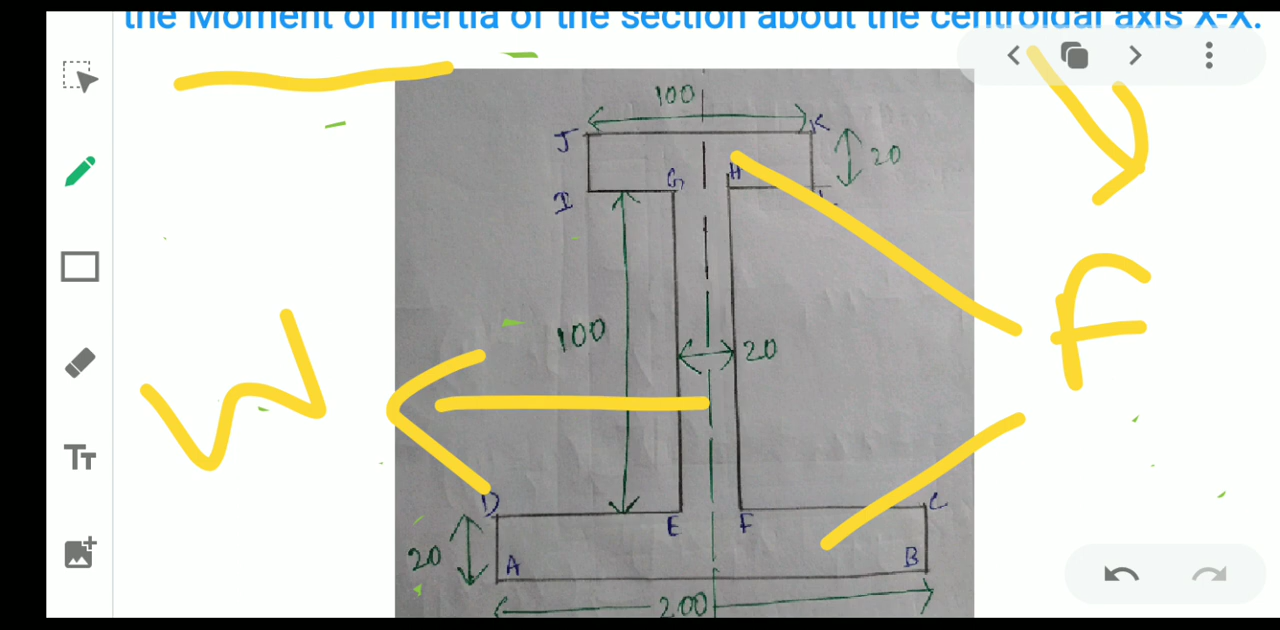 the Moment of Inertia of the section about the centroidal axis X-X.
100
J K
20
G H
I L
100
20
W F
D C
E F
20
A B
200